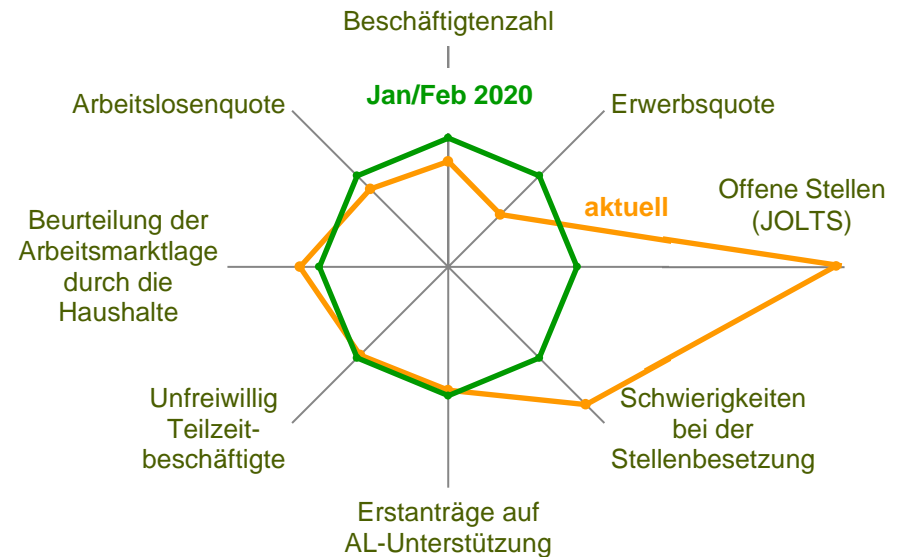 Beschäftigtenzahl
Jan/Feb 2020
Arbeitslosenquote
Erwerbsquote
aktuell
Offene Stellen
(JOLTS)
Beurteilung der
Arbeitsmarktlage
durch die
Haushalte
Unfreiwillig
Teilzeit-
beschäftigte
Schwierigkeiten
bei der
Stellenbesetzung
Erstanträge auf
AL-Unterstützung